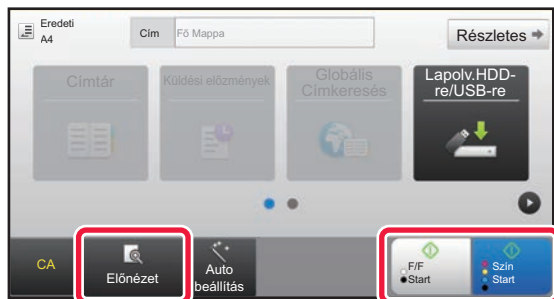 Eredeti
A4
Cím
Fő Mappa
Részletes
Címtár
Küldési előzmények
Globális
Címkeresés
Lapolv.HDD-
re/USB-re
CA
Előnézet
Auto
beállítás
F/F
Start
Szín
Start